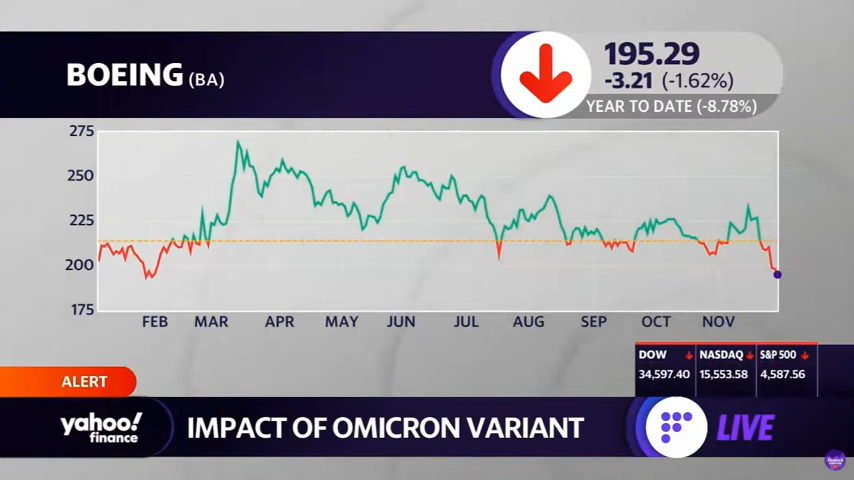 BOEING (BA)
195.29
-3.21 (-1.62%)
YEAR TO DATE (-8.78%)
275
250
225
200
175
FEB MAR APR MAY JUN JUL AUG SEP OCT NOV
DOW NASDAQ S&P 500
34,597.40 15,553.58 4,587.56
ALERT
yahoo!
finance
IMPACT OF OMICRON VARIANT
LIVE